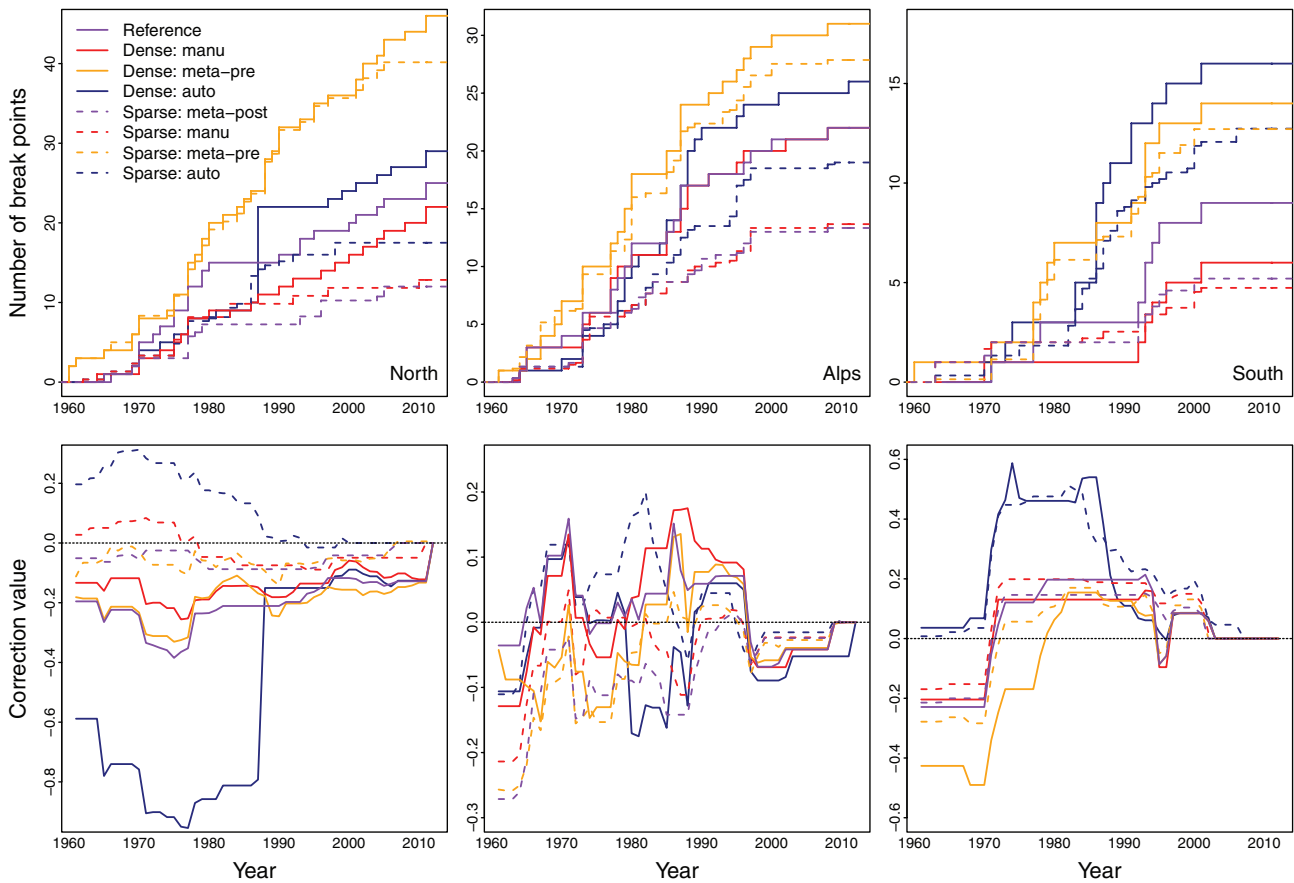 Number of break points
0 10 20 30 40
Reference
Dense: manu
Dense: meta−pre
Dense: auto
Sparse: meta−post
Sparse: manu
Sparse: meta−pre
Sparse: auto
North
1960 1970 1980 1990 2000 2010
0 5 10 15 20 25 30
Alps
1960 1970 1980 1990 2000 2010
0 5 10 15
South
1960 1970 1980 1990 2000 2010
Correction value
−0.8 −0.6 −0.4 −0.2 0.0 0.2
1960 1970 1980 1990 2000 2010
Year
−0.3 −0.2 −0.1 0.0 0.1 0.2
1960 1970 1980 1990 2000 2010
Year
−0.6 −0.4 −0.2 0.0 0.2 0.4 0.6
1960 1970 1980 1990 2000 2010
Year